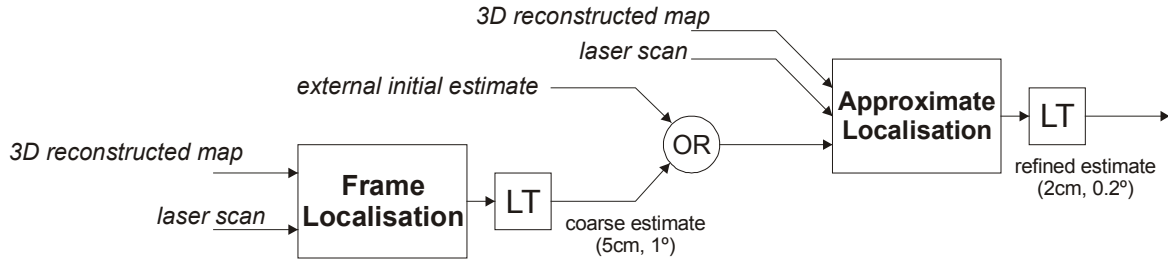 3D reconstructed map
laser scan
external initial estimate
Approximate
Localisation
LT
OR
refined estimate
(2cm, 0.2º)
3D reconstructed map
laser scan
Frame
Localisation
LT
coarse estimate
(5cm, 1º)